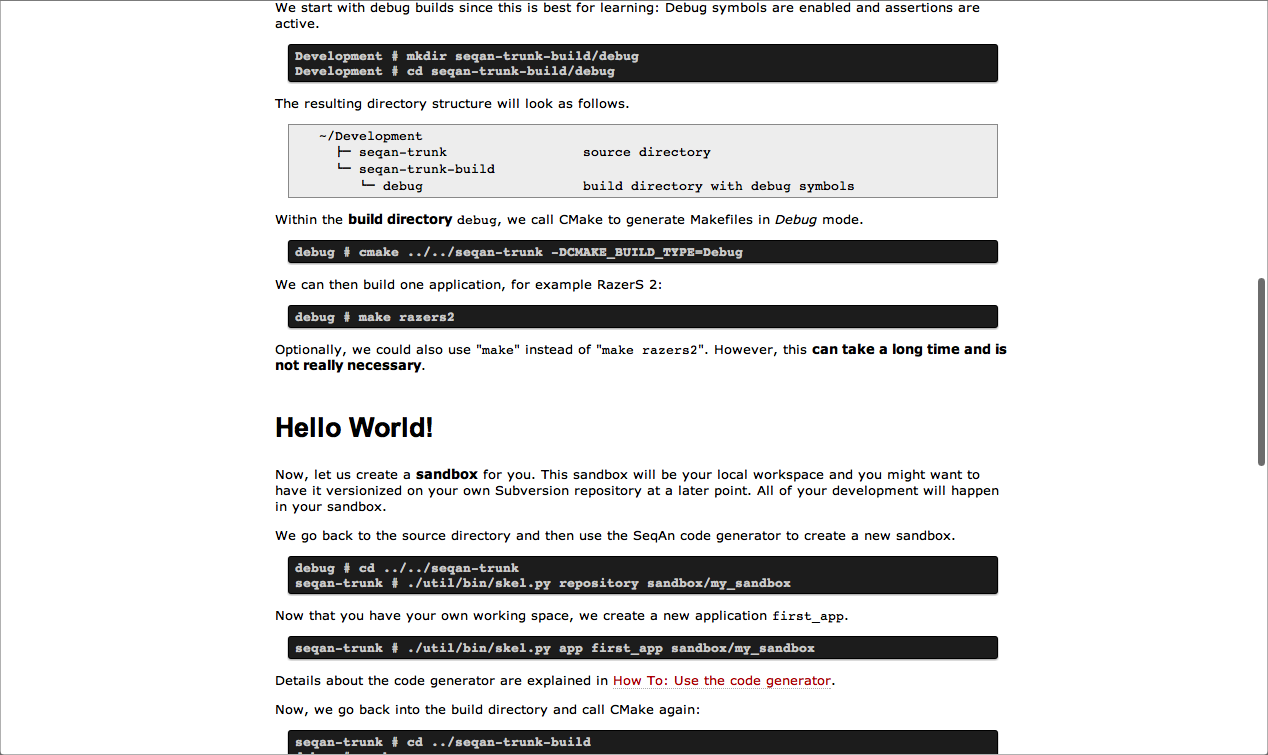 We start with debug builds since this is best for learning: Debug symbols are enabled and assertions are
active.
Development # mkdir seqan-trunk-build/debug
Development # cd seqan-trunk-build/debug
The resulting directory structure will look as follows.
~/Development
├─ seqan-trunk source directory
└─ seqan-trunk-build
└─ debug build directory with debug symbols
Within the build directory debug, we call CMake to generate Makefiles in Debug mode.
debug # cmake ../../seqan-trunk -DCMAKE_BUILD_TYPE=Debug
We can then build one application, for example RazerS 2:
debug # make razers2
Optionally, we could also use "make" instead of "make razers2". However, this can take a long time and is
not really necessary.
Hello World!
Now, let us create a sandbox for you. This sandbox will be your local workspace and you might want to
have it versionized on your own Subversion repository at a later point. All of your development will happen
in your sandbox.
We go back to the source directory and then use the SeqAn code generator to create a new sandbox.
debug # cd ../../seqan-trunk
seqan-trunk # ./util/bin/skel.py repository sandbox/my_sandbox
Now that you have your own working space, we create a new application first_app.
seqan-trunk # ./util/bin/skel.py app first_app sandbox/my_sandbox
Details about the code generator are explained in How To: Use the code generator.
Now, we go back into the build directory and call CMake again:
seqan-trunk # cd ../seqan-trunk-build